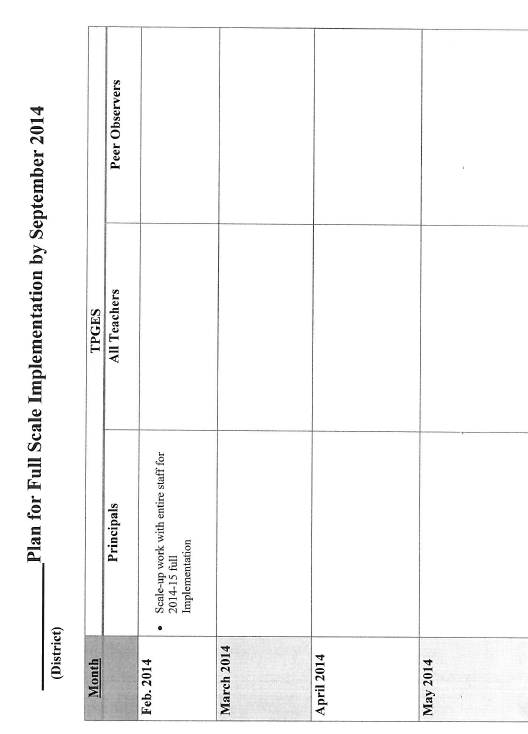 Plan for Full Scale Implementation by September 2014
(District)
Month
TPGES
Principals
All Teachers
Peer Observers
Feb. 2014
• Scale-up work with entire staff for
2014-15 full
Implementation
March 2014
April 2014
May 2014